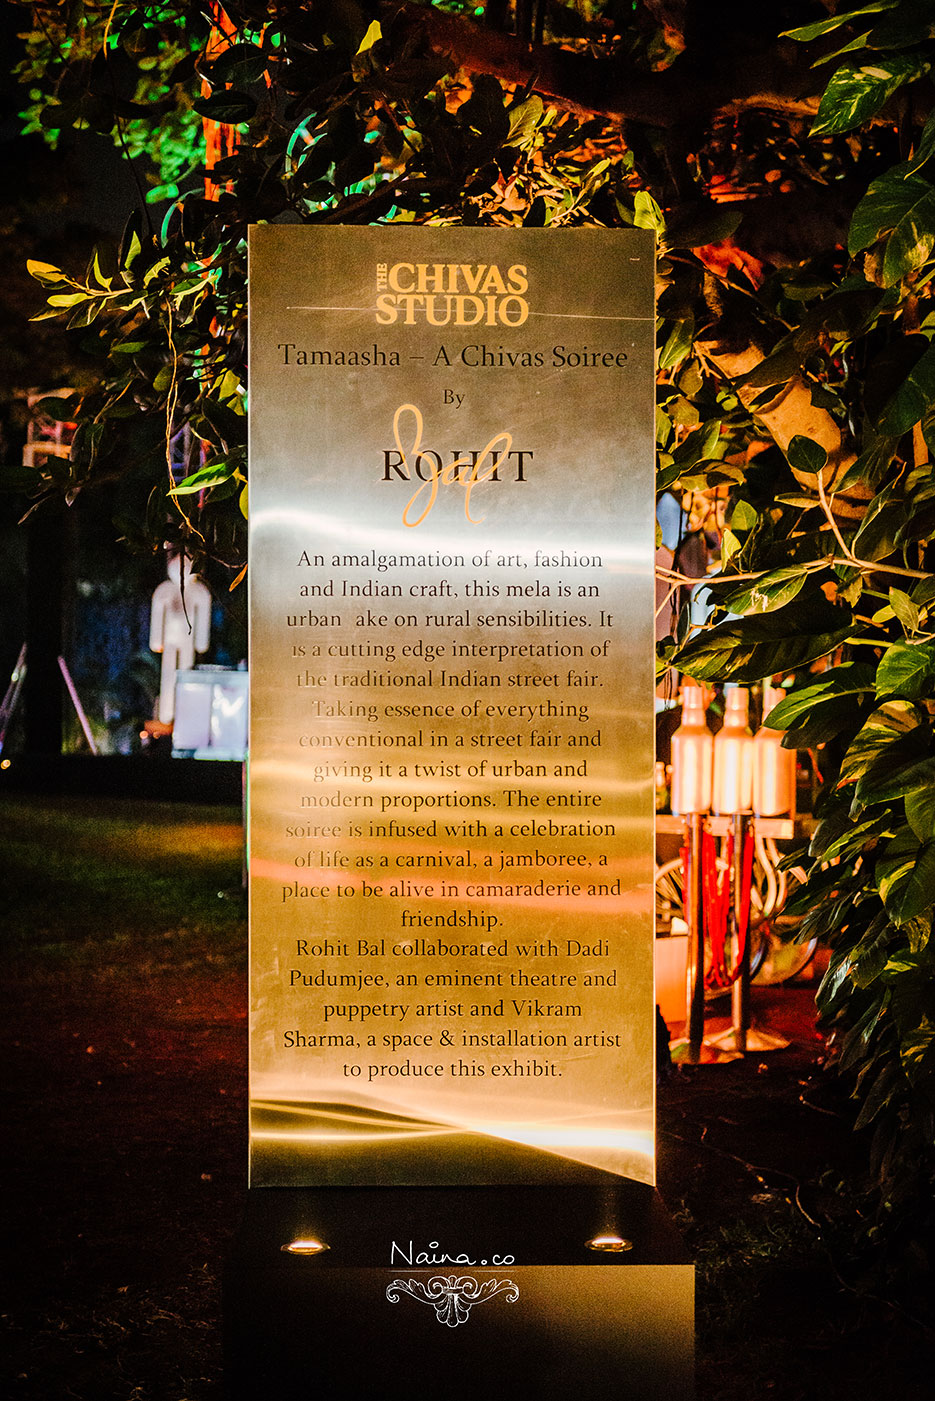 THE CHIVAS
STUDIO
Tamaasha – A Chivas Soiree
By
ROHIT
Bal
An amalgamation of art, fashion
and Indian craft, this mela is an
urban ake on rural sensibilities. It
is a cutting edge interpretation of
the traditional Indian street fair.
Taking essence of everything
conventional in a street fair and
giving it a twist of urban and
modern proportions. The entire
soiree is infused with a celebration
of life as a carnival, a jamboree, a
place to be alive in camaraderie and
friendship.
Rohit Bal collaborated with Dadi
Pudumjee, an eminent theatre and
puppetry artist and Vikram
Sharma, a space & installation artist
to produce this exhibit.
Naina.co